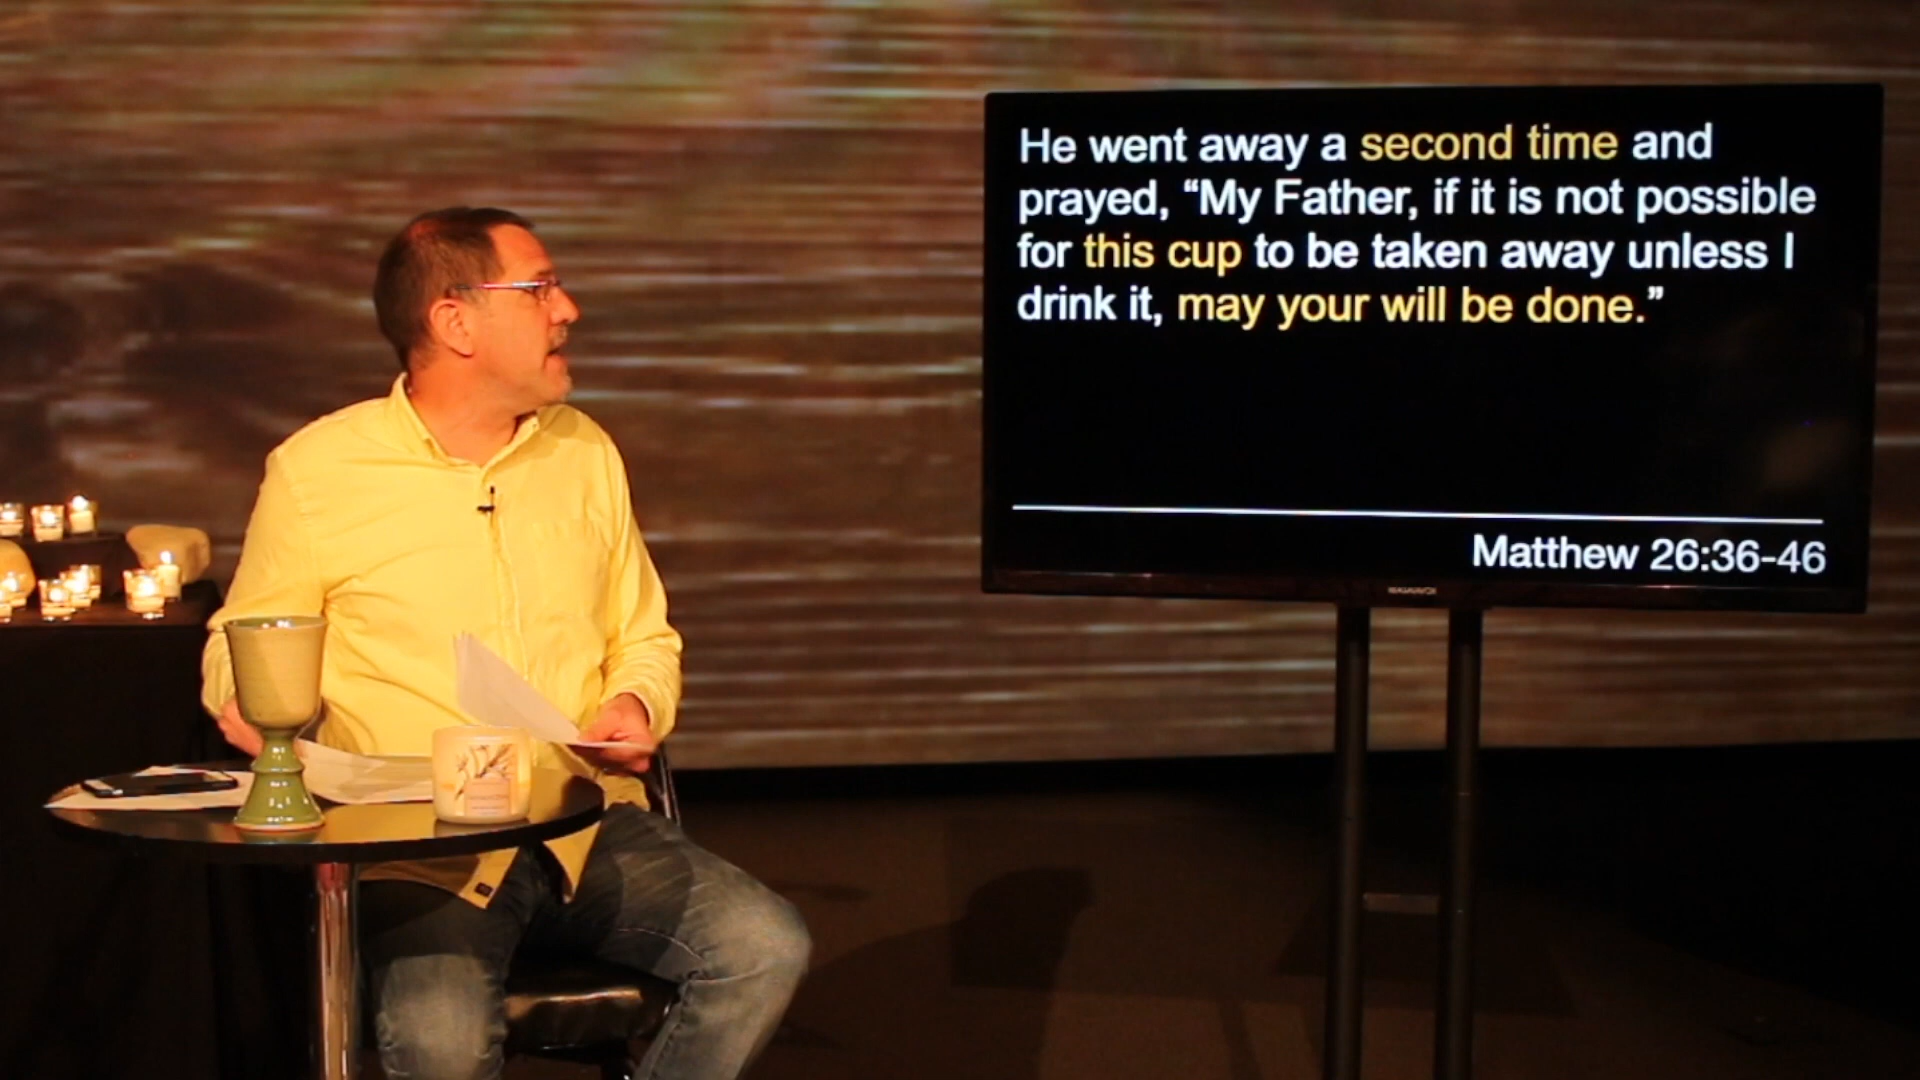 He went away a second time and
prayed, “My Father, if it is not possible
for this cup to be taken away unless I
drink it, may your will be done.”
Matthew 26:36-46